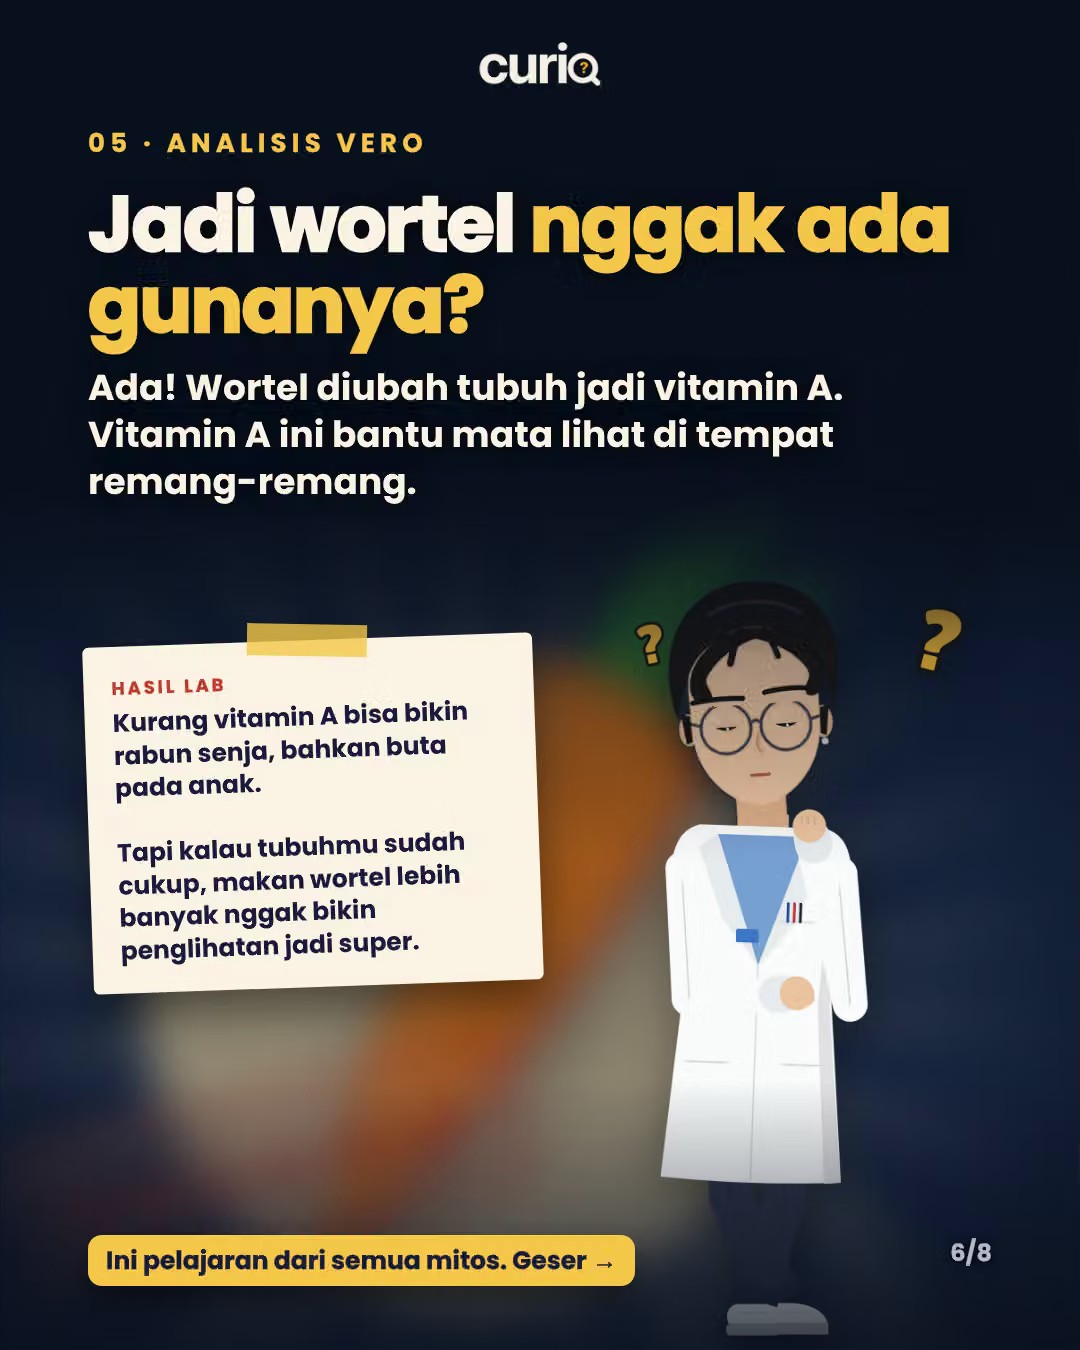 curio
05 · ANALISIS VERO
Jadi wortel nggak ada
gunanya?
Ada! Wortel diubah tubuh jadi vitamin A.
Vitamin A ini bantu mata lihat di tempat
remang-remang.
? ?
HASIL LAB
Kurang vitamin A bisa bikin
rabun senja, bahkan buta
pada anak.
Tapi kalau tubuhmu sudah
cukup, makan wortel lebih
banyak nggak bikin
penglihatan jadi super.
Ini pelajaran dari semua mitos. Geser →
6/8